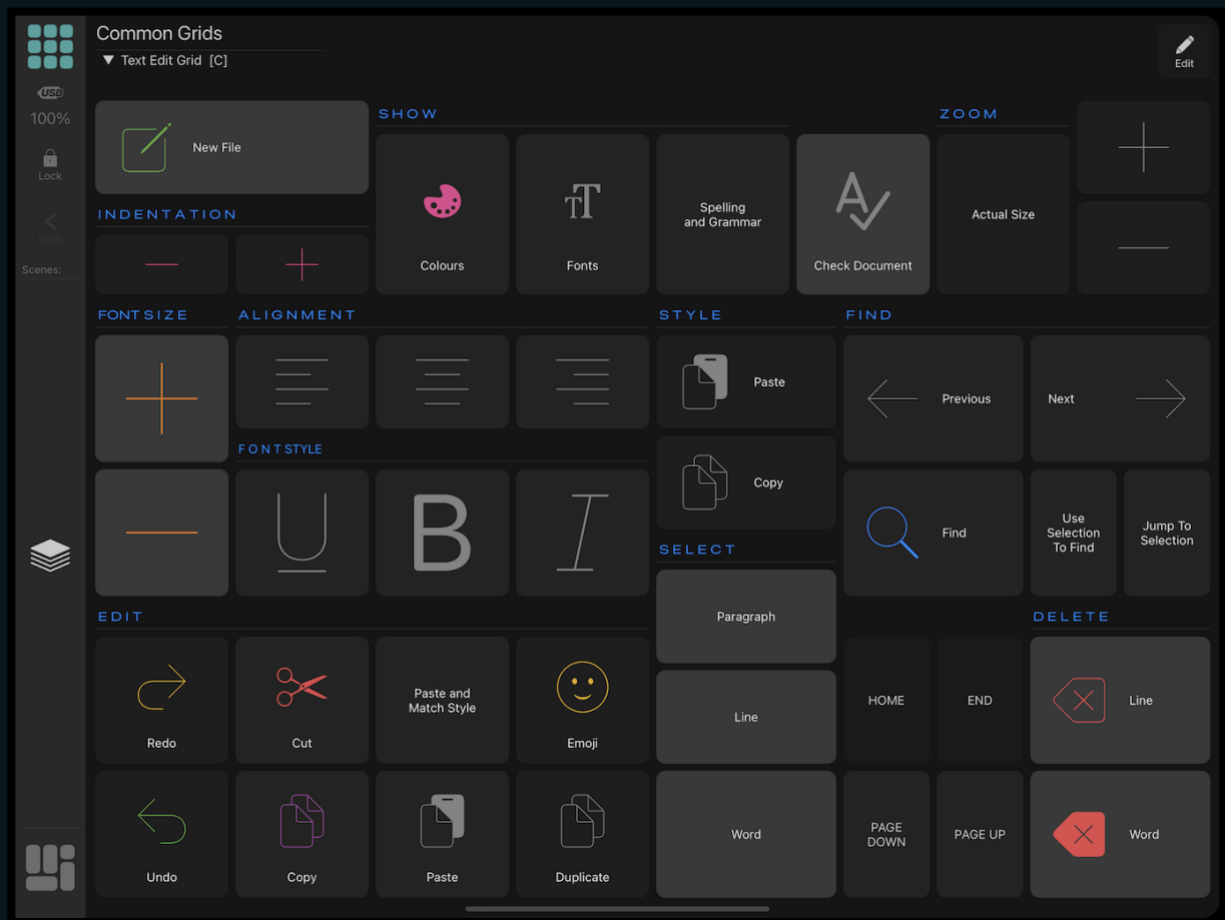 Common Grids
▼ Text Edit Grid [C]
Edit
USB
100%
Lock
Back
Scenes:
New File
SHOW
Colours
Fonts
Spelling
and Grammar
Check Document
ZOOM
Actual Size
INDENTATION
FONT SIZE
ALIGNMENT
STYLE
Paste
Copy
FIND
Previous
Next
Find
Use
Selection
To Find
Jump To
Selection
FONT STYLE
U
B
I
SELECT
Paragraph
Line
Word
EDIT
Redo
Cut
Paste and
Match Style
Emoji
Undo
Copy
Paste
Duplicate
HOME
END
PAGE
DOWN
PAGE UP
DELETE
Line
Word